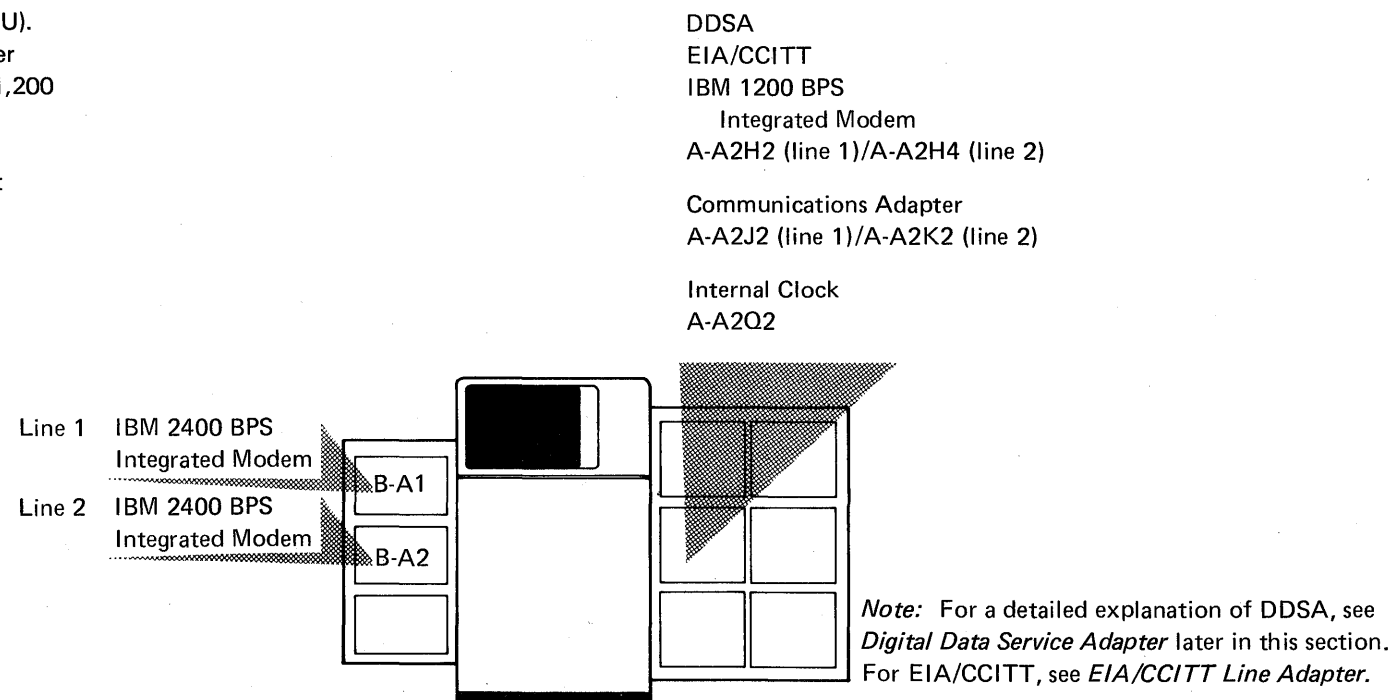 U).
er
,200
DDSA
EIA/CCITT
IBM 1200 BPS
Integrated Modem
A-A2H2 (line 1)/A-A2H4 (line 2)
Communications Adapter
A-A2J2 (line 1)/A-A2K2 (line 2)
Internal Clock
A-A2Q2
Line 1 IBM 2400 BPS
Integrated Modem
B-A1
Line 2 IBM 2400 BPS
Integrated Modem
B-A2
Note: For a detailed explanation of DDSA, see
Digital Data Service Adapter later in this section.
For EIA/CCITT, see EIA/CCITT Line Adapter.